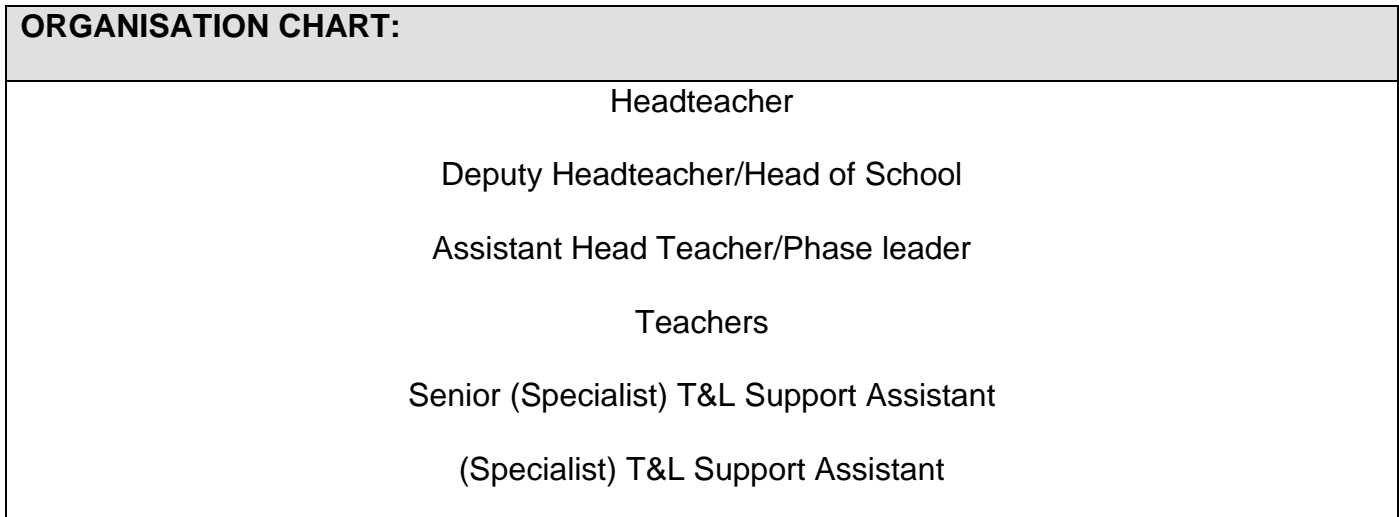 ORGANISATION CHART:
Headteacher
Deputy Headteacher/Head of School
Assistant Head Teacher/Phase leader
Teachers
Senior (Specialist) T&L Support Assistant
(Specialist) T&L Support Assistant